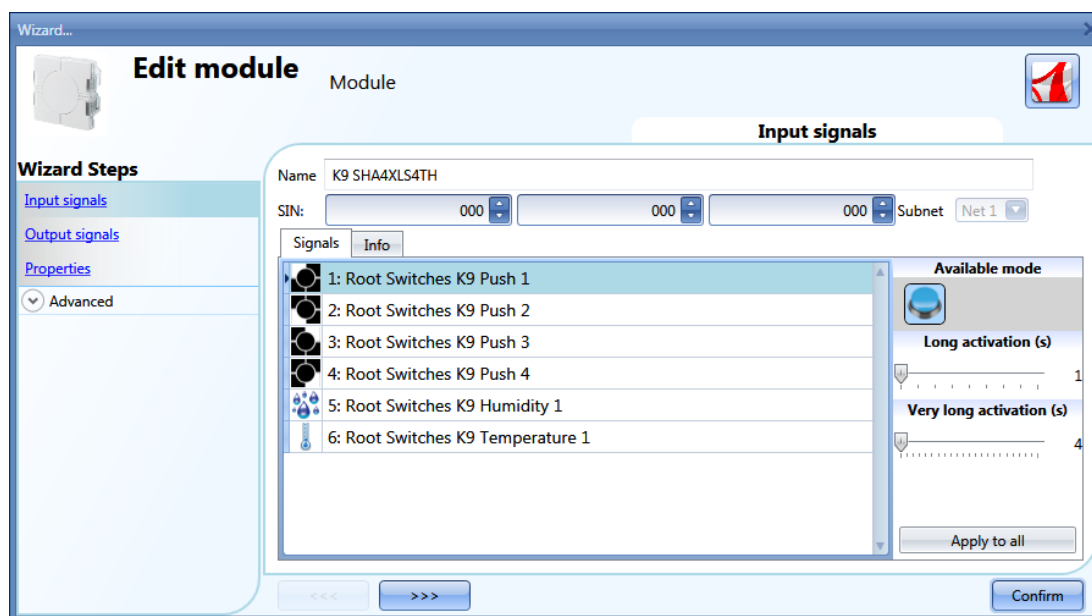 Wizard...
Edit module
Module
Input signals
Wizard Steps
Input signals
Output signals
Properties
Advanced
Name K9 SHA4XLS4TH
SIN: 000 000 000 Subnet Net 1
Signals Info
1: Root Switches K9 Push 1
2: Root Switches K9 Push 2
3: Root Switches K9 Push 3
4: Root Switches K9 Push 4
5: Root Switches K9 Humidity 1
6: Root Switches K9 Temperature 1
Available mode
Long activation (s)
1
Very long activation (s)
4
Apply to all
<<< >>> Confirm